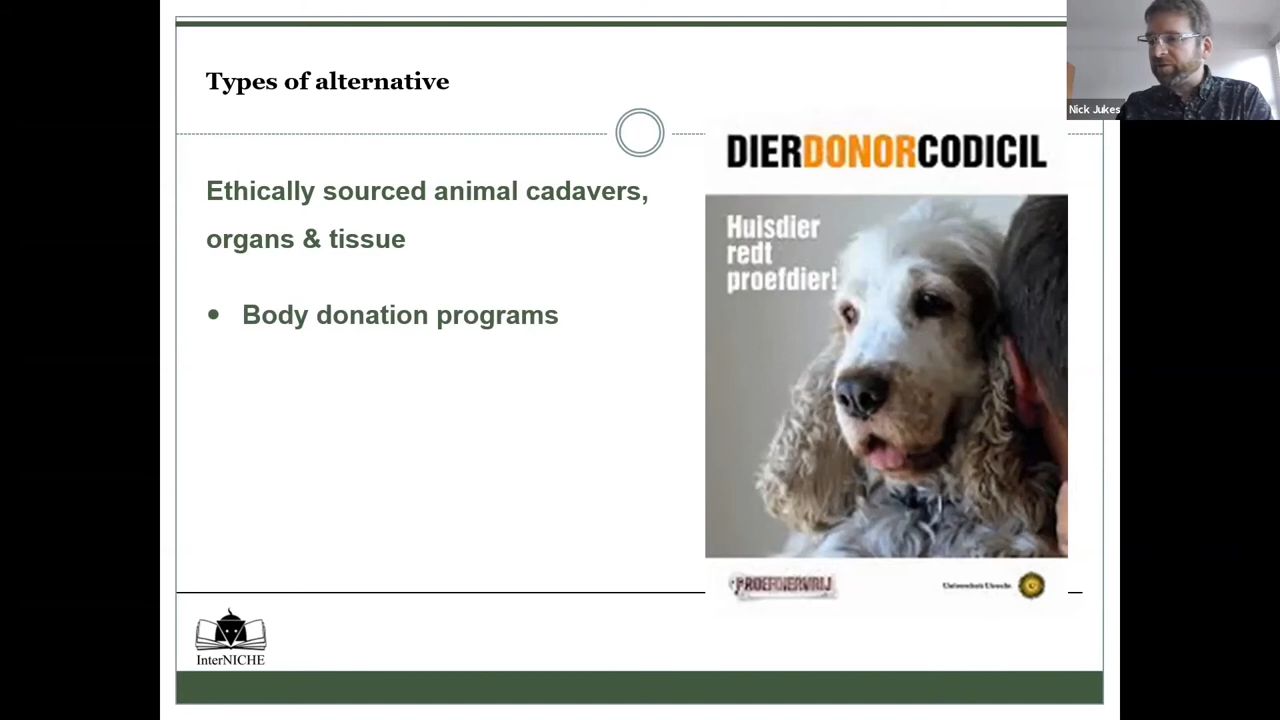 Types of alternative
Nick Jukes
Ethically sourced animal cadavers,
organs & tissue
• Body donation programs
DIERDONORCODICIL
Huisdier
redt
proefdier!
PROEFDIERVRIJ
Universiteit Utrecht
InterNICHE